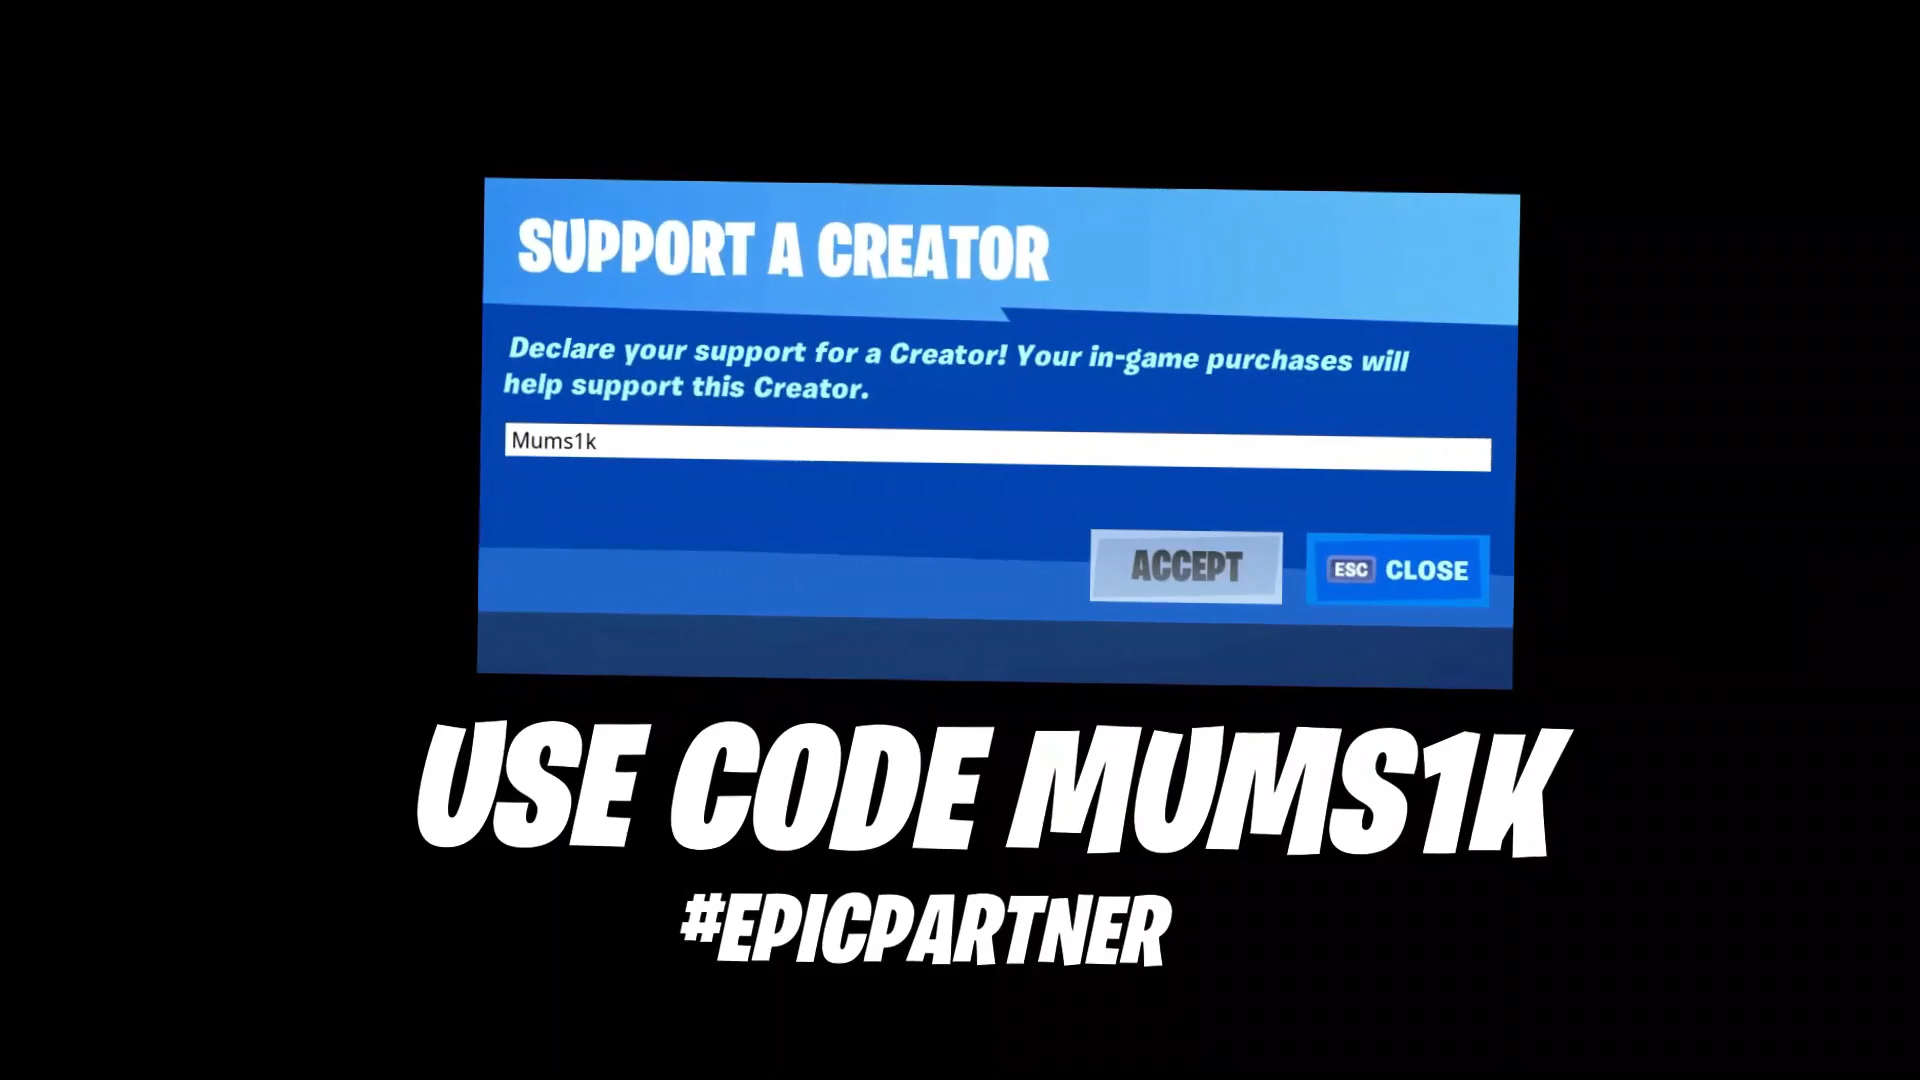 SUPPORT A CREATOR
Declare your support for a Creator! Your in-game purchases will
help support this Creator.
Mums1k
ACCEPT
ESC CLOSE
USE CODE MUMS1K
#EPICPARTNER